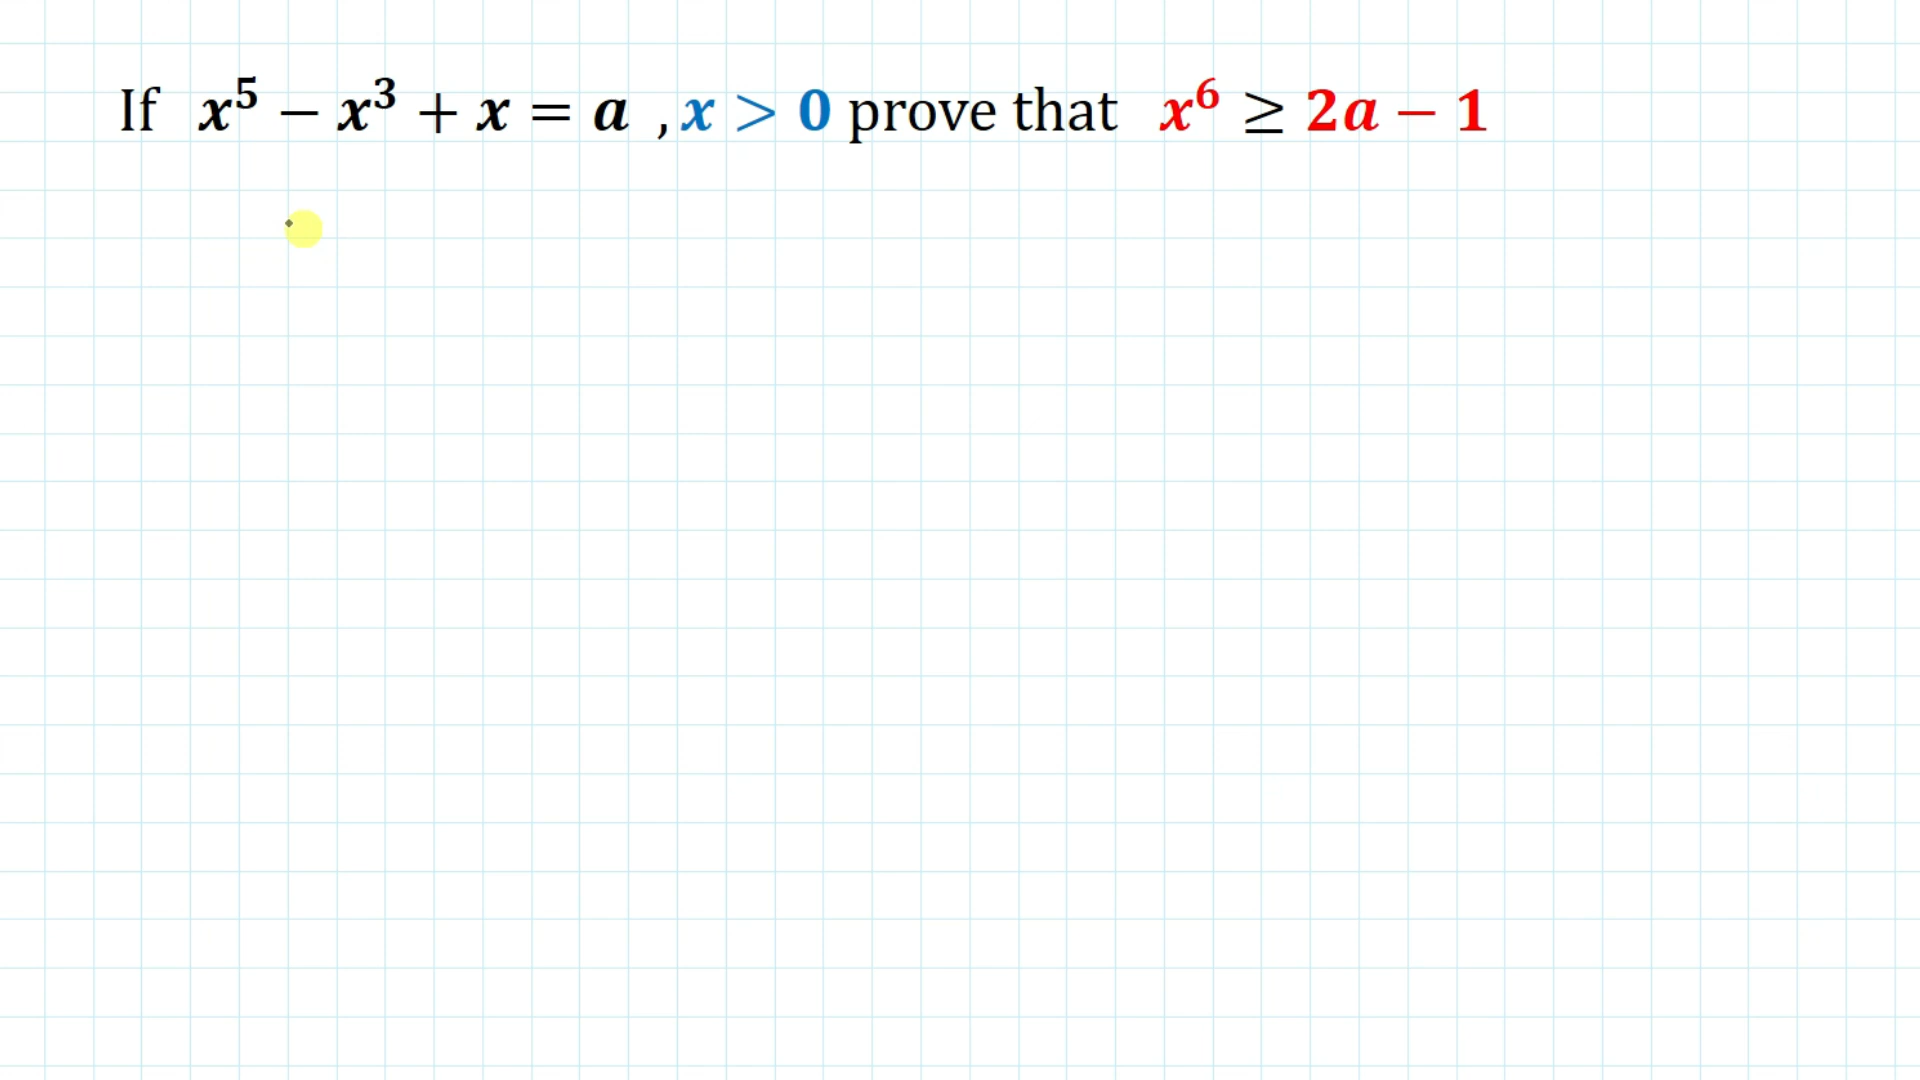 If x⁵ − x³ + x = a , x > 0 prove that x⁶ ≥ 2a − 1